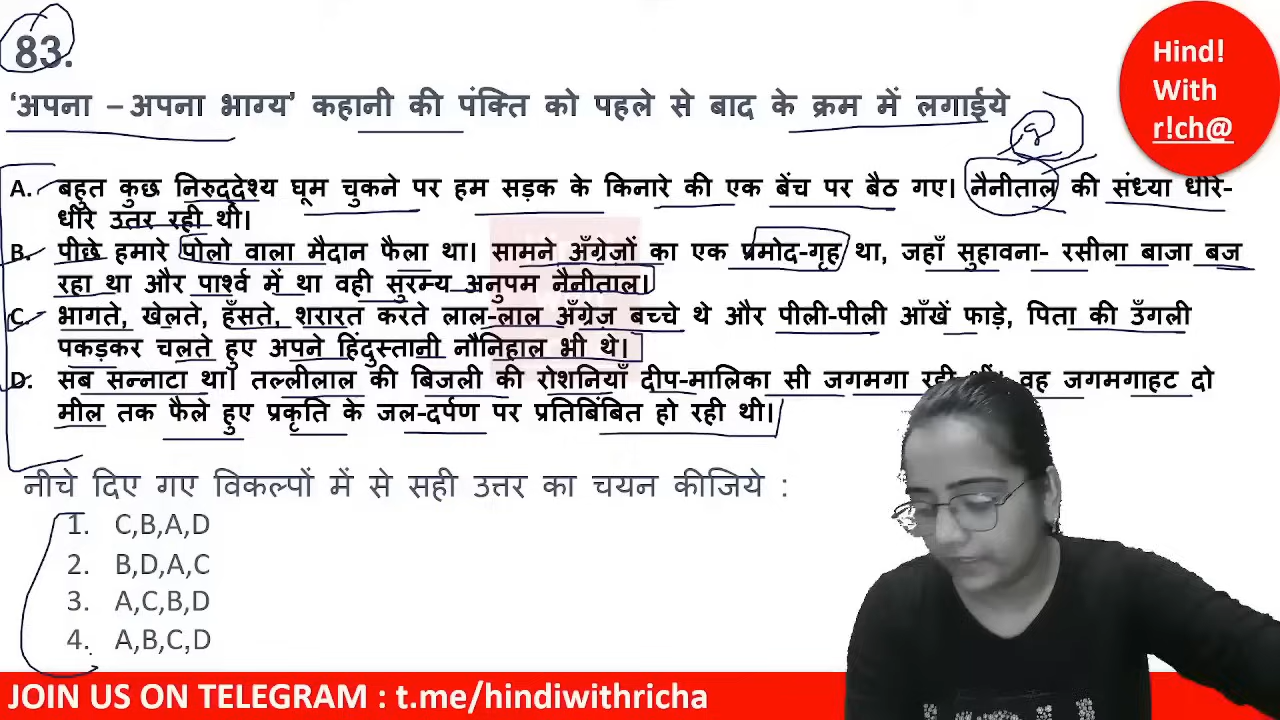 83.
Hind!
With
r!ch@
‘अपना – अपना भाग्य’ कहानी की पंक्ति को पहले से बाद के क्रम में लगाईये
A. बहुत कुछ निरुद्देश्य घूम चुकने पर हम सड़क के किनारे की एक बेंच पर बैठ गए। नैनीताल की संध्या धीरे-
धीरे उतर रही थी।
B. पीछे हमारे पोलो वाला मैदान फैला था। सामने अँग्रेज़ों का एक प्रमोद-गृह था, जहाँ सुहावना- रसीला बाजा बज
रहा था और पार्श्व में था वही सुरम्य अनुपम नैनीताल।
C. भागते, खेलते, हँसते, शरारत करते लाल-लाल अँग्रेज़ बच्चे थे और पीली-पीली आँखें फाड़े, पिता की उँगली
पकड़कर चलते हुए अपने हिंदुस्तानी नौनिहाल भी थे।
D. सब सन्नाटा था। तल्लीलाल की बिजली की रोशनियाँ दीप-मालिका सी जगमगा रही थीं। वह जगमगाहट दो
मील तक फैले हुए प्रकृति के जल-दर्पण पर प्रतिबिंबित हो रही थी।
नीचे दिए गए विकल्पों में से सही उत्तर का चयन कीजिये :
1. C,B,A,D
2. B,D,A,C
3. A,C,B,D
4. A,B,C,D
JOIN US ON TELEGRAM : t.me/hindiwithricha